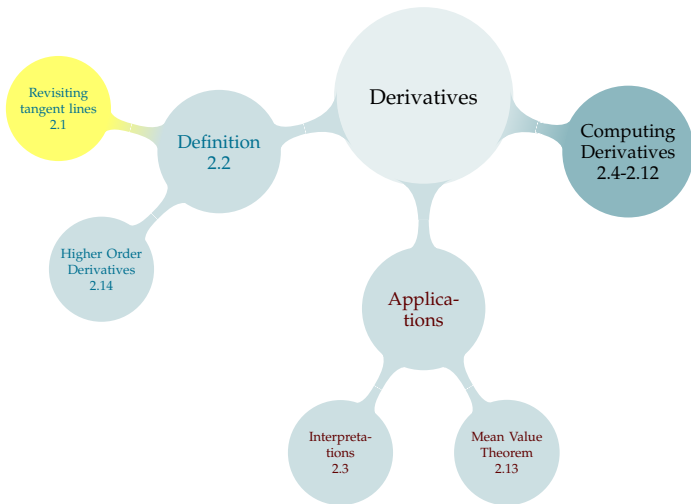 Derivatives
Revisiting
tangent lines
2.1
Definition
2.2
Computing
Derivatives
2.4-2.12
Higher Order
Derivatives
2.14
Applica-
tions
Interpreta-
tions
2.3
Mean Value
Theorem
2.13